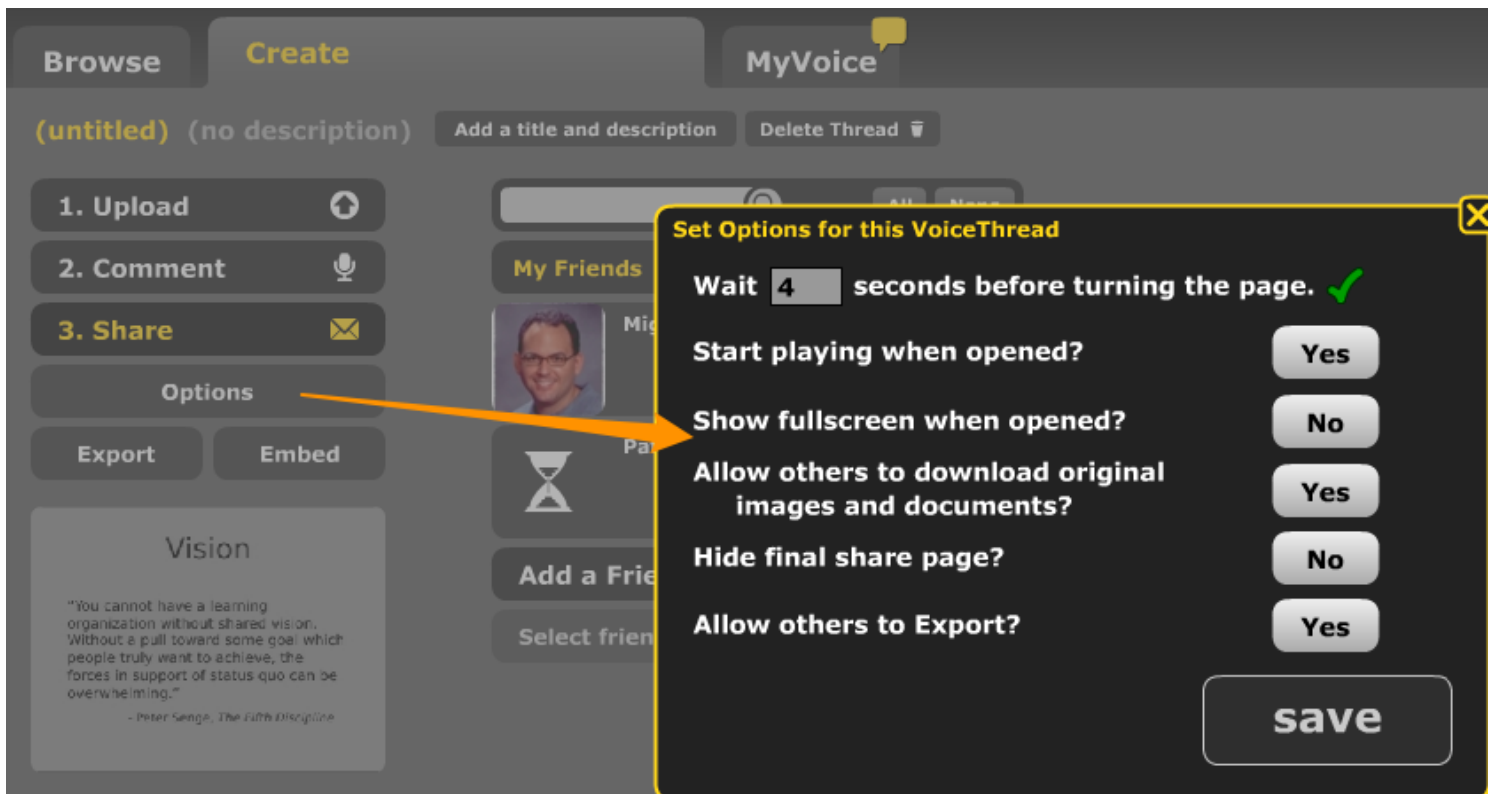 Browse
Create
MyVoice
(untitled) (no description)
Add a title and description
Delete Thread
1. Upload
2. Comment
3. Share
Options
Export
Embed
Vision
"You cannot have a learning
organization without shared vision.
Without a pull toward some goal which
people truly want to achieve, the
forces in support of status quo can be
overwhelming."
- Peter Senge, The Fifth Discipline
My Friends
Add a Frie
Select frien
Set Options for this VoiceThread
Wait 4 seconds before turning the page.
Start playing when opened? Yes
Show fullscreen when opened? No
Allow others to download original
images and documents? Yes
Hide final share page? No
Allow others to Export? Yes
save